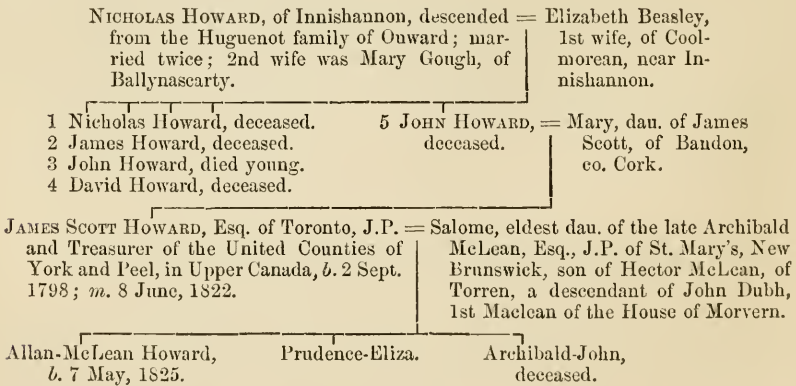 NICHOLAS HOWARD, of Innishannon, descended = Elizabeth Beasley,
from the Huguenot family of Onward; mar- 1st wife, of Cool-
ried twice; 2nd wife was Mary Gough, of morean, near In-
Ballynascarty. nishannon.
1 Nicholas Howard, deceased. 5 JOHN HOWARD, = Mary, dau. of James
2 James Howard, deceased. deceased. Scott, of Bandon,
3 John Howard, died young. co. Cork.
4 David Howard, deceased.
JAMES SCOTT HOWARD, Esq. of Toronto, J.P. = Salome, eldest dau. of the late Archibald
and Treasurer of the United Counties of McLean, Esq., J.P. of St. Mary's, New
York and Peel, in Upper Canada, b. 2 Sept. Brunswick, son of Hector McLean, of
1798; m. 8 June, 1822. Torren, a descendant of John Dubh,
1st Maclean of the House of Morvern.
Allan-McLean Howard, Prudence-Eliza. Archibald-John,
b. 7 May, 1825. deceased.